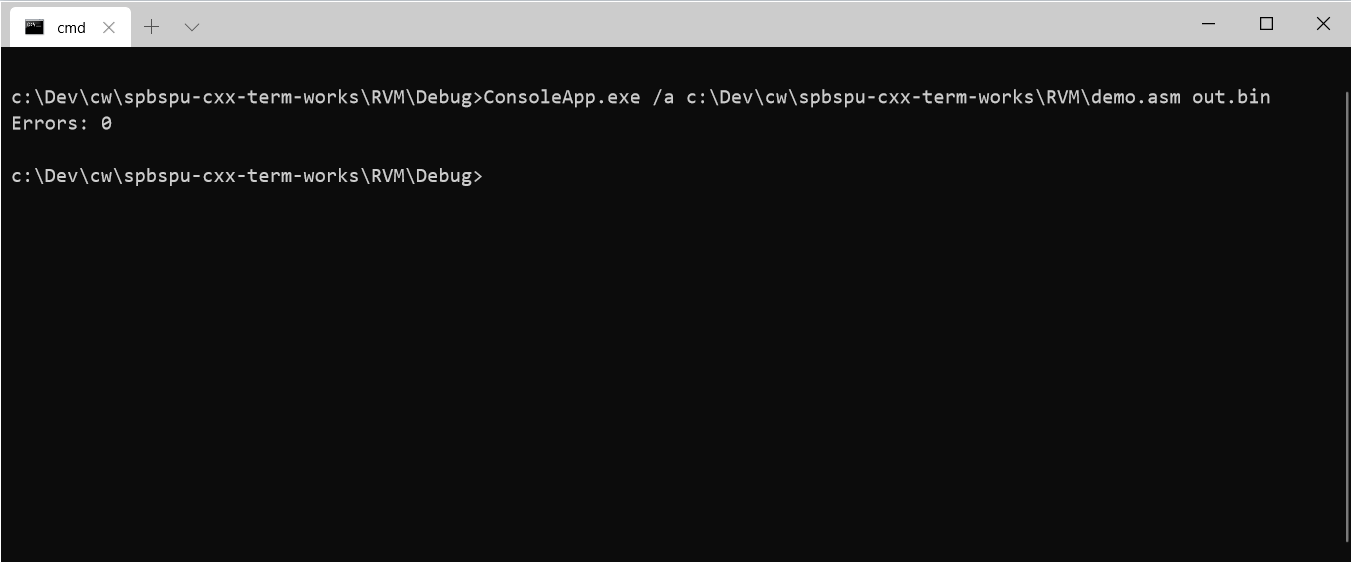 cmd
c:\Dev\cw\spbspu-cxx-term-works\RVM\Debug>ConsoleApp.exe /a c:\Dev\cw\spbspu-cxx-term-works\RVM\demo.asm out.bin
Errors: 0
c:\Dev\cw\spbspu-cxx-term-works\RVM\Debug>